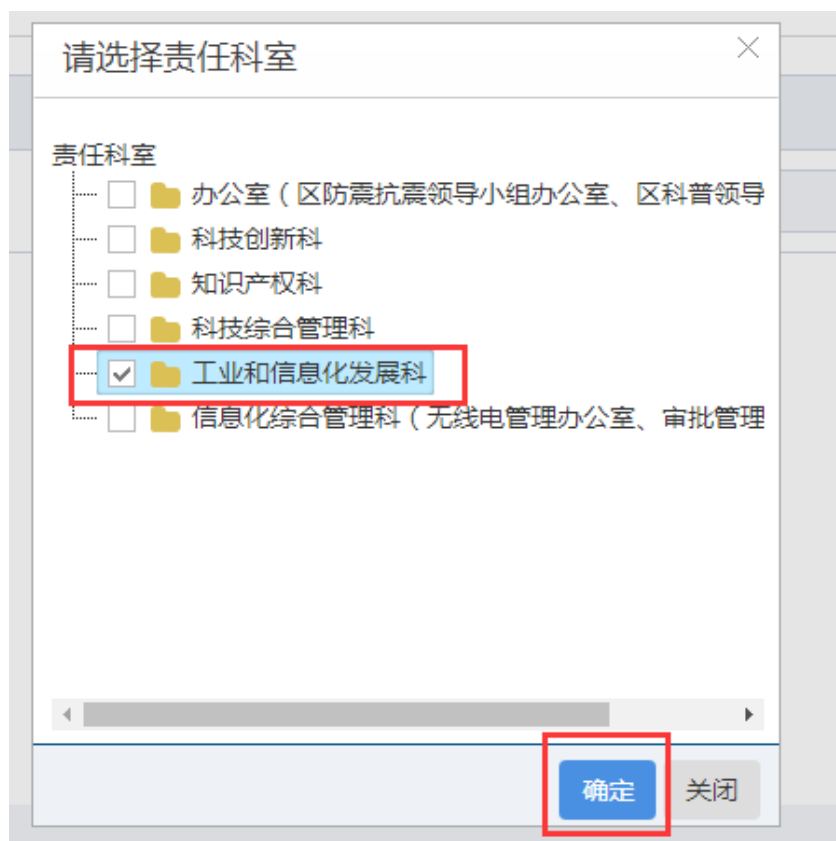 请选择责任科室
责任科室
办公室（区防震抗震领导小组办公室、区科普领导
科技创新科
知识产权科
科技综合管理科
工业和信息化发展科
信息化综合管理科（无线电管理办公室、审批管理
确定 关闭